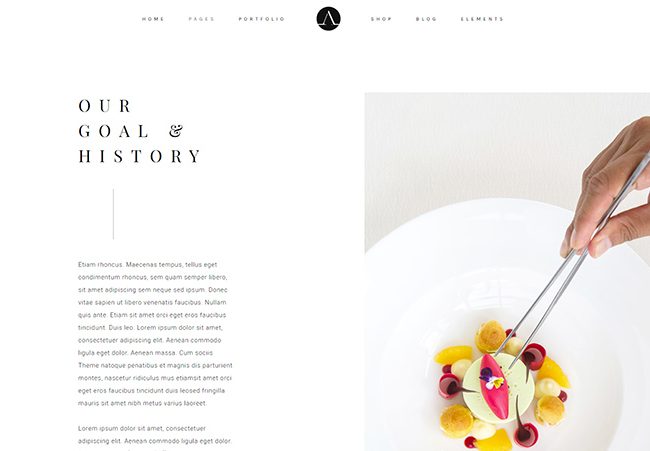 HOME PAGES PORTFOLIO SHOP BLOG ELEMENTS
OUR
GOAL &
HISTORY
Etiam rhoncus. Maecenas tempus, tellus eget
condimentum rhoncus, sem quam semper libero,
sit amet adipiscing sem neque sed ipsum. Donec
vitae sapien ut libero venenatis faucibus. Nullam
quis ante. Etiam sit amet orci eget eros faucibus
tincidunt. Duis leo. Lorem ipsum dolor sit amet,
consectetuer adipiscing elit. Aenean commodo
ligula eget dolor. Aenean massa. Cum sociis
Theme natoque penatibus et magnis dis parturient
montes, nascetur ridiculus mus etiamsit amet orci
eget eros faucibus tincidunt duis leosed fringilla
mauris sit amet nibh metus varius laoreet.
Lorem ipsum dolor sit amet, consectetuer
adipiscing elit. Aenean commodo ligula eget dolor.